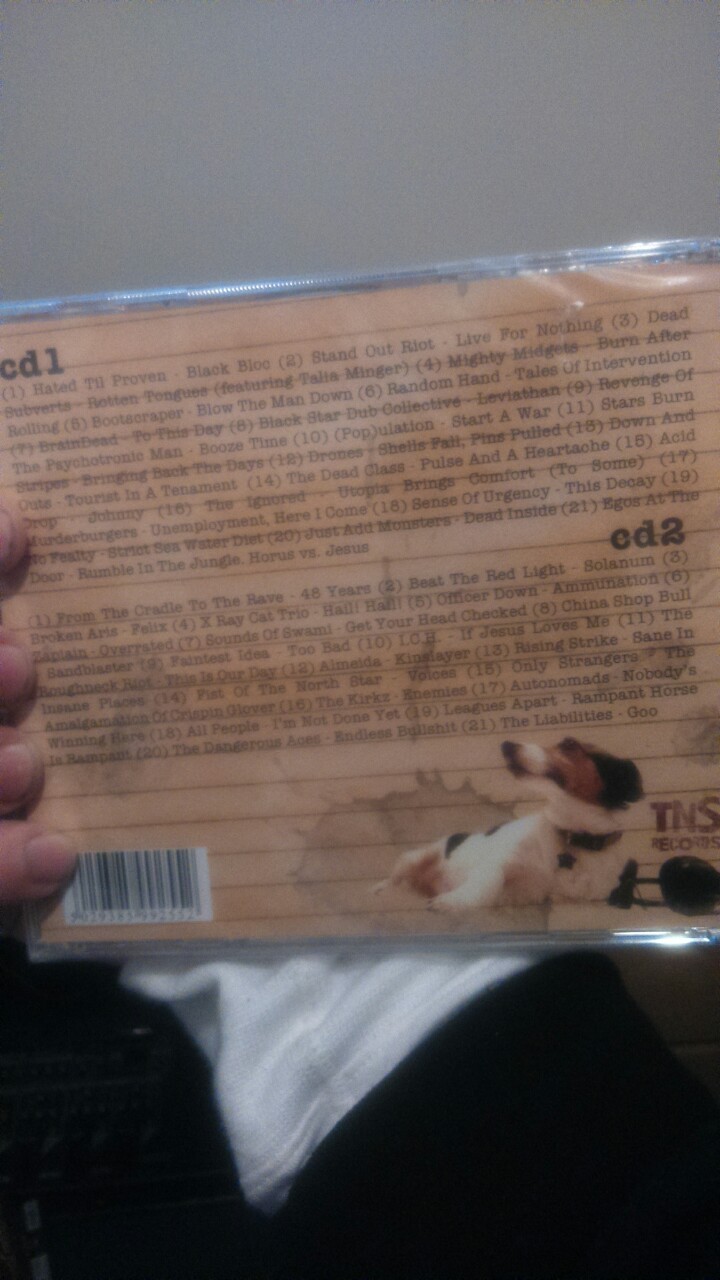 cd1
(1) Hated Til Proven - Black Bloc (2) Stand Out Riot - Live For Nothing (3) Dead
Subverts - Rotten Tongues (featuring Talia Minger) (4) Mighty Midgets - Burn After
Rolling (5) Bootscraper - Blow The Man Down (6) Random Hand - Tales Of Intervention
(7) BrainDead - To This Day (8) Black Star Dub Collective - Leviathan (9) Revenge Of
The Psychotronic Man - Booze Time (10) (Pop)ulation - Start A War (11) Stars Burn
Stripes - Bringing Back The Days (12) Drones - Shells Fall, Pins Pulled (13) Down And
Outs - Tourist In A Tenament (14) The Dead Class - Pulse And A Heartache (15) Acid
Drop - Johnny (16) The Ignored - Utopia Brings Comfort (To Some) (17)
Murderburgers - Unemployment, Here I Come (18) Sense Of Urgency - This Decay (19)
No Fealty - Strict Sea Water Diet (20) Just Add Monsters - Dead Inside (21) Egos At The
Door - Rumble In The Jungle. Horus vs. Jesus
cd2
(1) From The Cradle To The Rave - 48 Years (2) Beat The Red Light - Solanum (3)
Broken Aris - Felix (4) X Ray Cat Trio - Hail! Hail! (5) Officer Down - Ammunation (6)
Zaptain - Overrated (7) Sounds Of Swami - Get Your Head Checked (8) China Shop Bull
- Sandblaster (9) Faintest Idea - Too Bad (10) I.C.H. - If Jesus Loves Me (11) The
Roughneck Riot - This Is Our Day (12) Almeida - Kinslayer (13) Rising Strike - Sane In
Insane Places (14) Fist Of The North Star - Voices (15) Only Strangers - The
Amalgamation Of Crispin Glover (16) The Kirkz - Enemies (17) Autonomads - Nobody's
Winning Here (18) All People - I'm Not Done Yet (19) Leagues Apart - Rampant Horse
Is Rampant (20) The Dangerous Aces - Endless Bullshit (21) The Liabilities - Goo
TNS
RECORDS